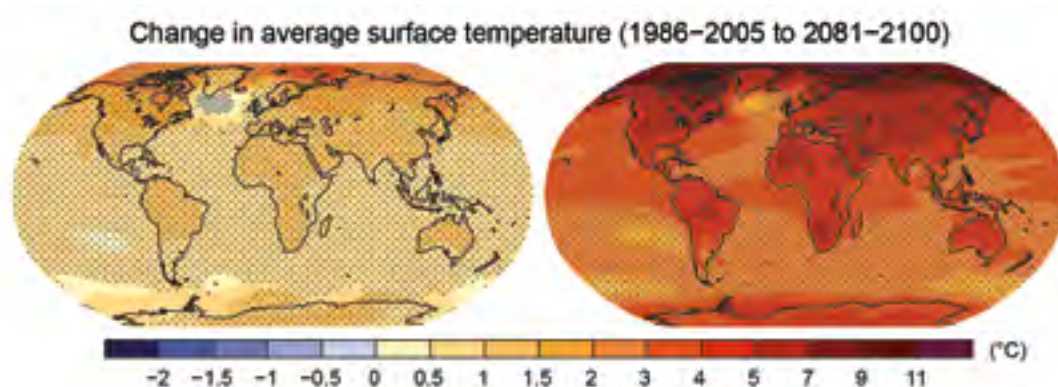 Change in average surface temperature (1986−2005 to 2081−2100)
(°C)
−2 −1.5 −1 −0.5 0 0.5 1 1.5 2 3 4 5 7 9 11